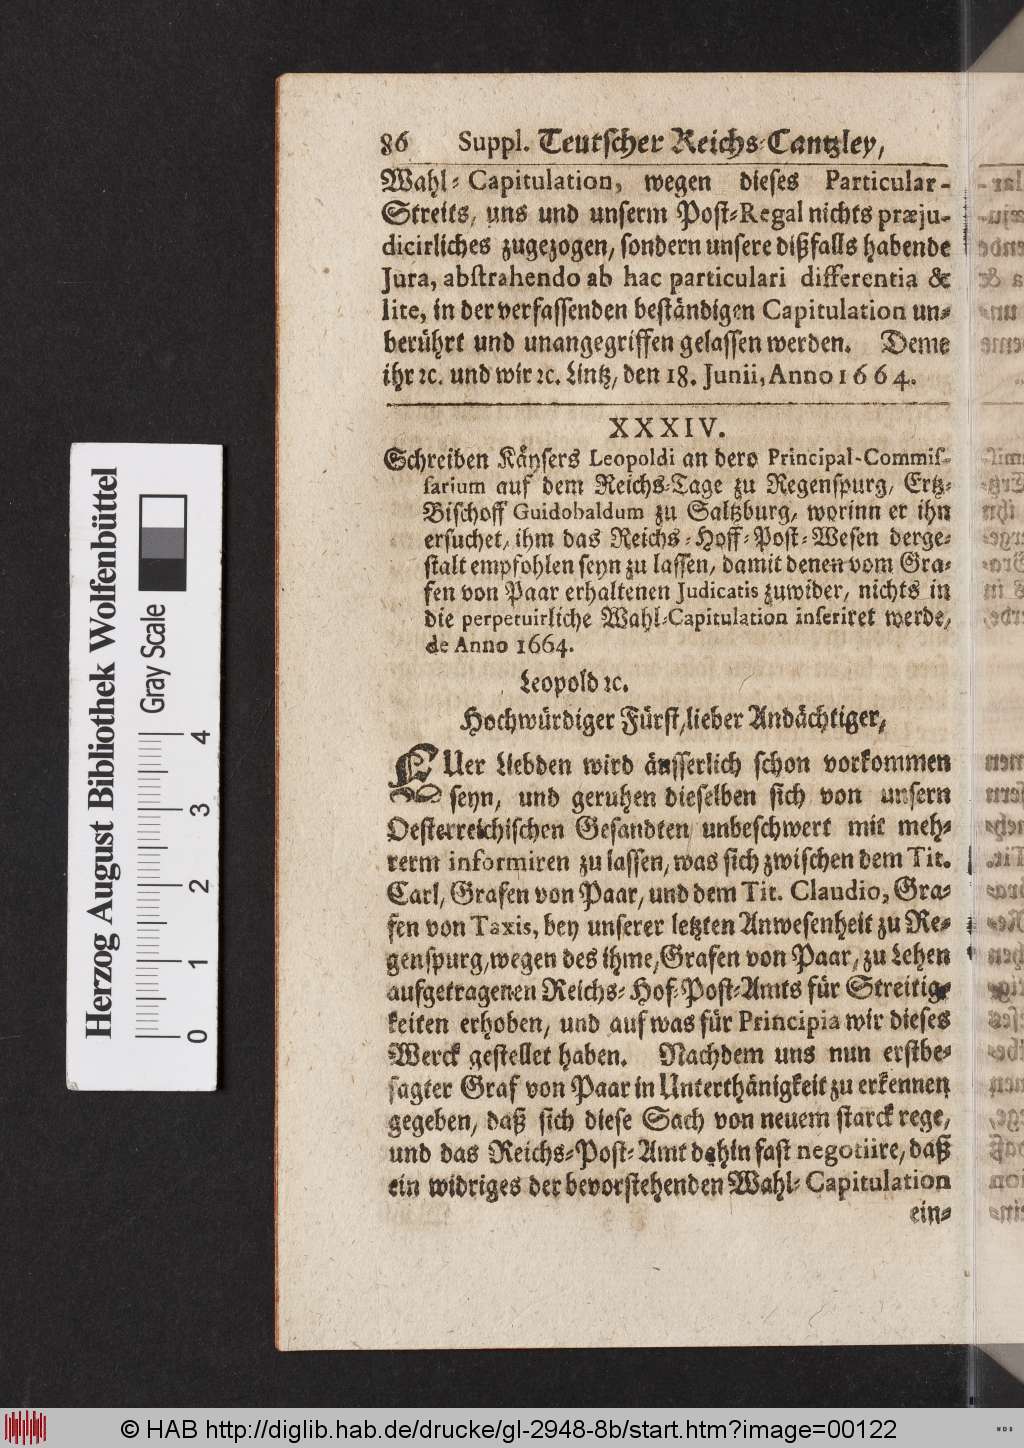 86 Suppl. Teutscher Reichs-Cantzley,
Wahl-Capitulation, wegen dieses Particular-
Streits, uns und unserm Post-Regal nichts præju-
dicirliches zugezogen, sondern unsere dißfalls habende
Jura, abstrahendo ab hac particulari differentia &
lite, in der verfassenden beständigen Capitulation un-
berührt und unangegriffen gelassen werden. Deme
ihr ꝛc. und wir ꝛc. Lintz, den 18. Junii, Anno 1664.
XXXIV.
Schreiben Käysers Leopoldi an dero Principal-Commis-
sarium auf dem Reichs-Tage zu Regenspurg, Ertz-
Bischoff Guidobaldum zu Saltzburg, worinn er ihn
ersuchet, ihm das Reichs-Hoff-Post-Wesen derge-
stalt empfohlen seyn zu lassen, damit denen vom Gra-
fen von Paar erhaltenen Judicatis zuwider, nichts in
die perpetuirliche Wahl-Capitulation inseriret werde,
de Anno 1664.
Leopold ꝛc.
Hochwürdiger Fürst, lieber Andächtiger,
EUer Liebden wird äusserlich schon vorkommen
seyn, und geruhen dieselben sich von unsern
Oesterreichischen Gesandten unbeschwert mit meh-
rerm informiren zu lassen, was sich zwischen dem Tit.
Carl, Grafen von Paar, und dem Tit. Claudio, Gra-
fen von Taxis, bey unserer letzten Anwesenheit zu Re-
genspurg, wegen des ihme, Grafen von Paar, zu Lehen
aufgetragenen Reichs-Hof-Post-Amts für Streitig-
keiten erhoben, und auf was für Principia wir dieses
Werck gestellet haben. Nachdem uns nun erstbe-
sagter Graf von Paar in Unterthänigkeit zu erkennen
gegeben, daß sich diese Sach von neuem starck rege,
und das Reichs-Post-Amt dahin fast negotiire, daß
ein widriges der bevorstehenden Wahl-Capitulation
ein-
Herzog August Bibliothek Wolfenbüttel
Gray Scale
0 1 2 3 4
© HAB http://diglib.hab.de/drucke/gl-2948-8b/start.htm?image=00122